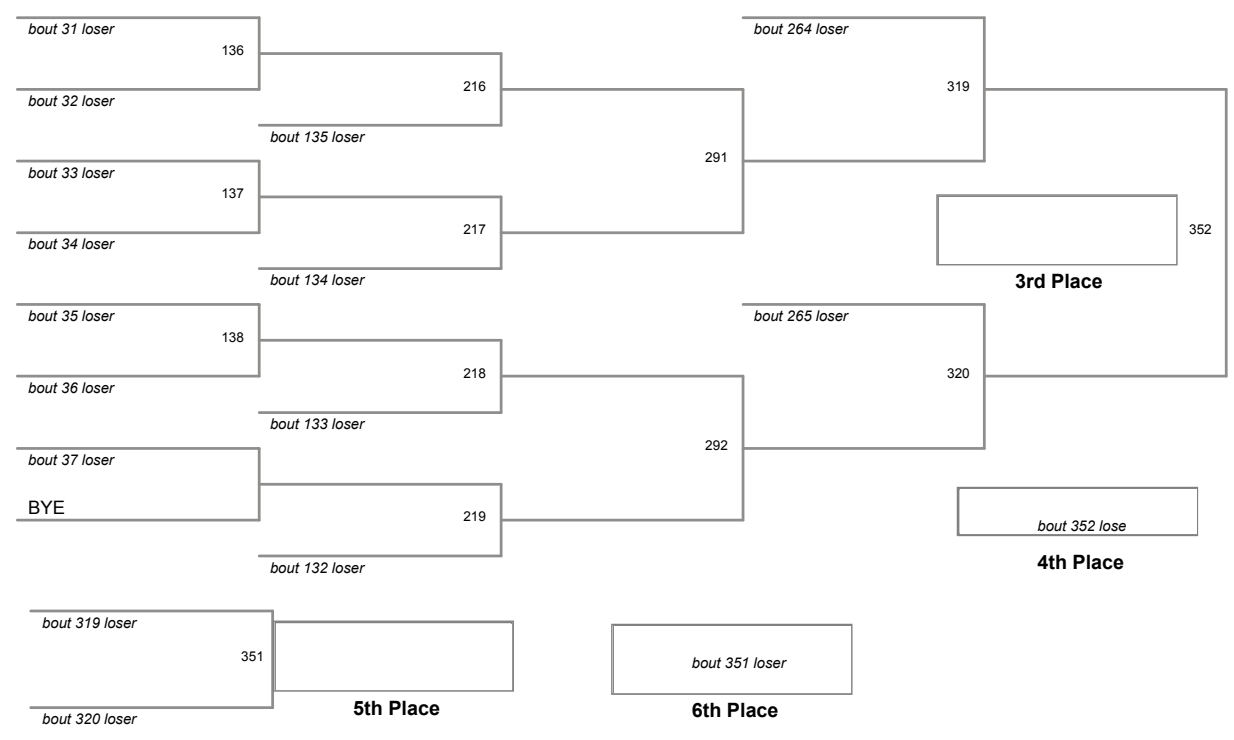 bout 31 loser
136
bout 32 loser
216
bout 135 loser
bout 33 loser
137
bout 34 loser
217
bout 134 loser
291
bout 264 loser
319
352
3rd Place
bout 35 loser
138
bout 36 loser
218
bout 133 loser
bout 37 loser
BYE
219
bout 132 loser
292
bout 265 loser
320
bout 352 lose
4th Place
bout 319 loser
351
bout 320 loser
5th Place
bout 351 loser
6th Place